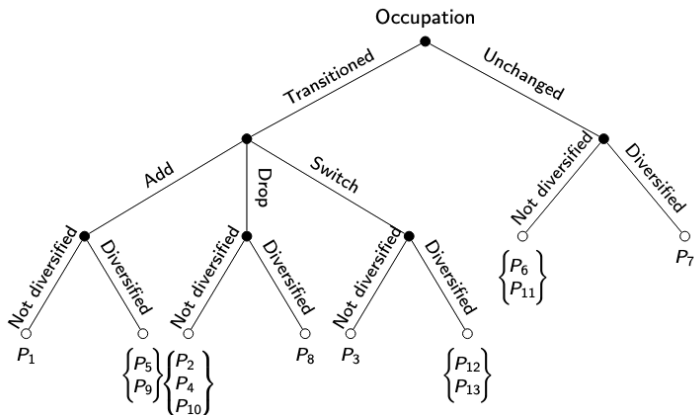 Occupation
Transitioned
Unchanged
Add
Drop
Switch
Not diversified
Diversified
Not diversified
Diversified
Not diversified
Diversified
Not diversified
Diversified
P6
P11
P7
P1
P5
P9
P2
P4
P10
P8
P3
P12
P13